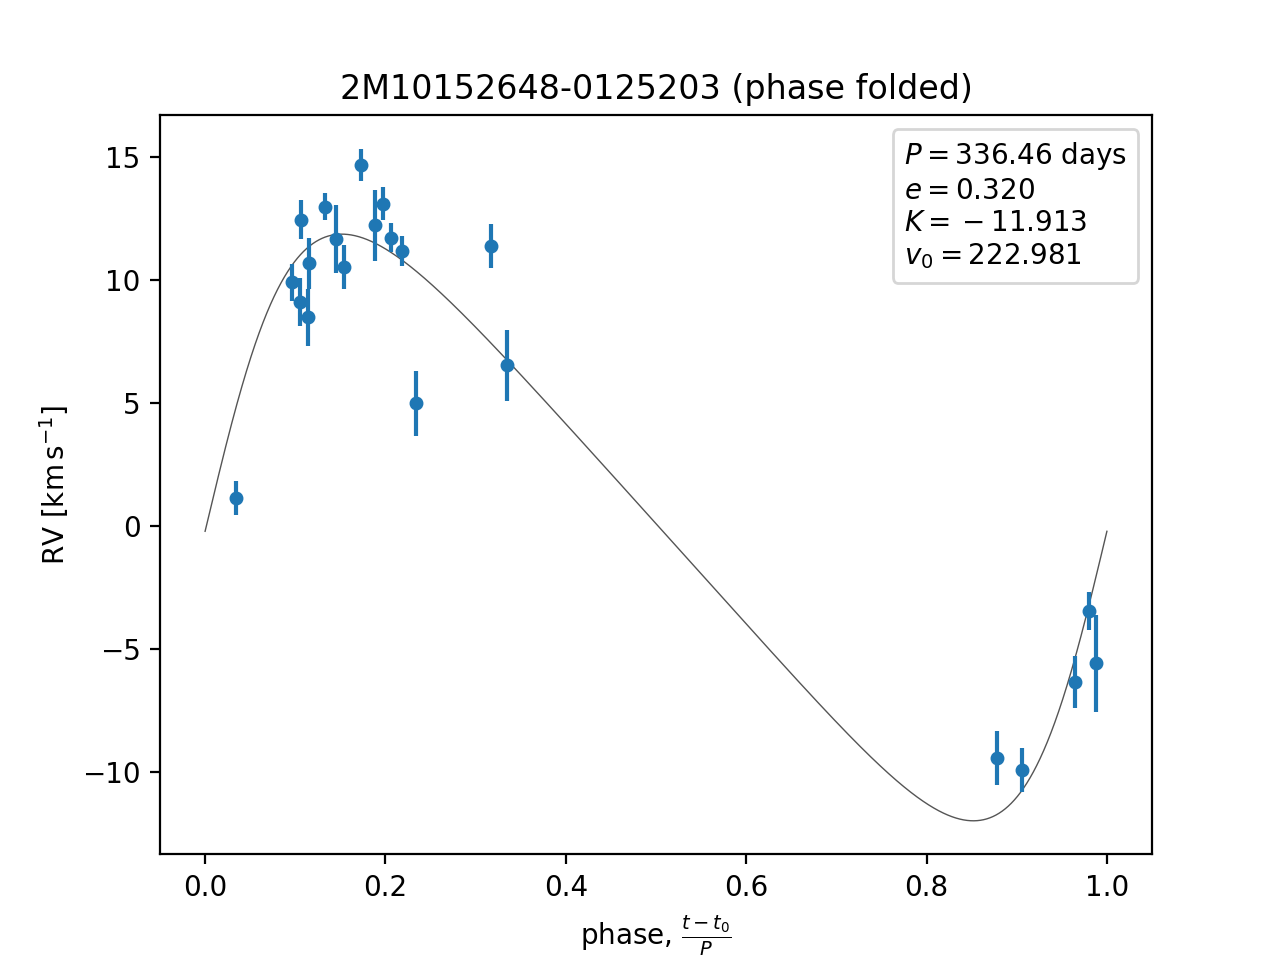 2M10152648-0125203 (phase folded)
P = 336.46 days
e = 0.320
K = −11.913
v₀ = 222.981
RV [km s⁻¹]
15
10
5
0
−5
−10
0.0 0.2 0.4 0.6 0.8 1.0
phase, (t − t₀)/P